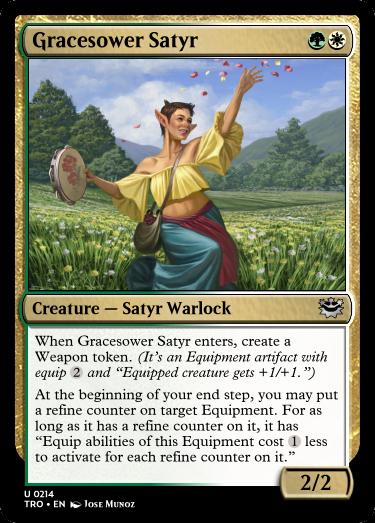 Gracesower Satyr
Creature — Satyr Warlock
When Gracesower Satyr enters, create a
Weapon token. (It's an Equipment artifact with
equip 2 and “Equipped creature gets +1/+1.”)
At the beginning of your end step, you may put
a refine counter on target Equipment. For as
long as it has a refine counter on it, it has
“Equip abilities of this Equipment cost 1 less
to activate for each refine counter on it.”
2/2
U 0214
TRO • EN Jose Munoz